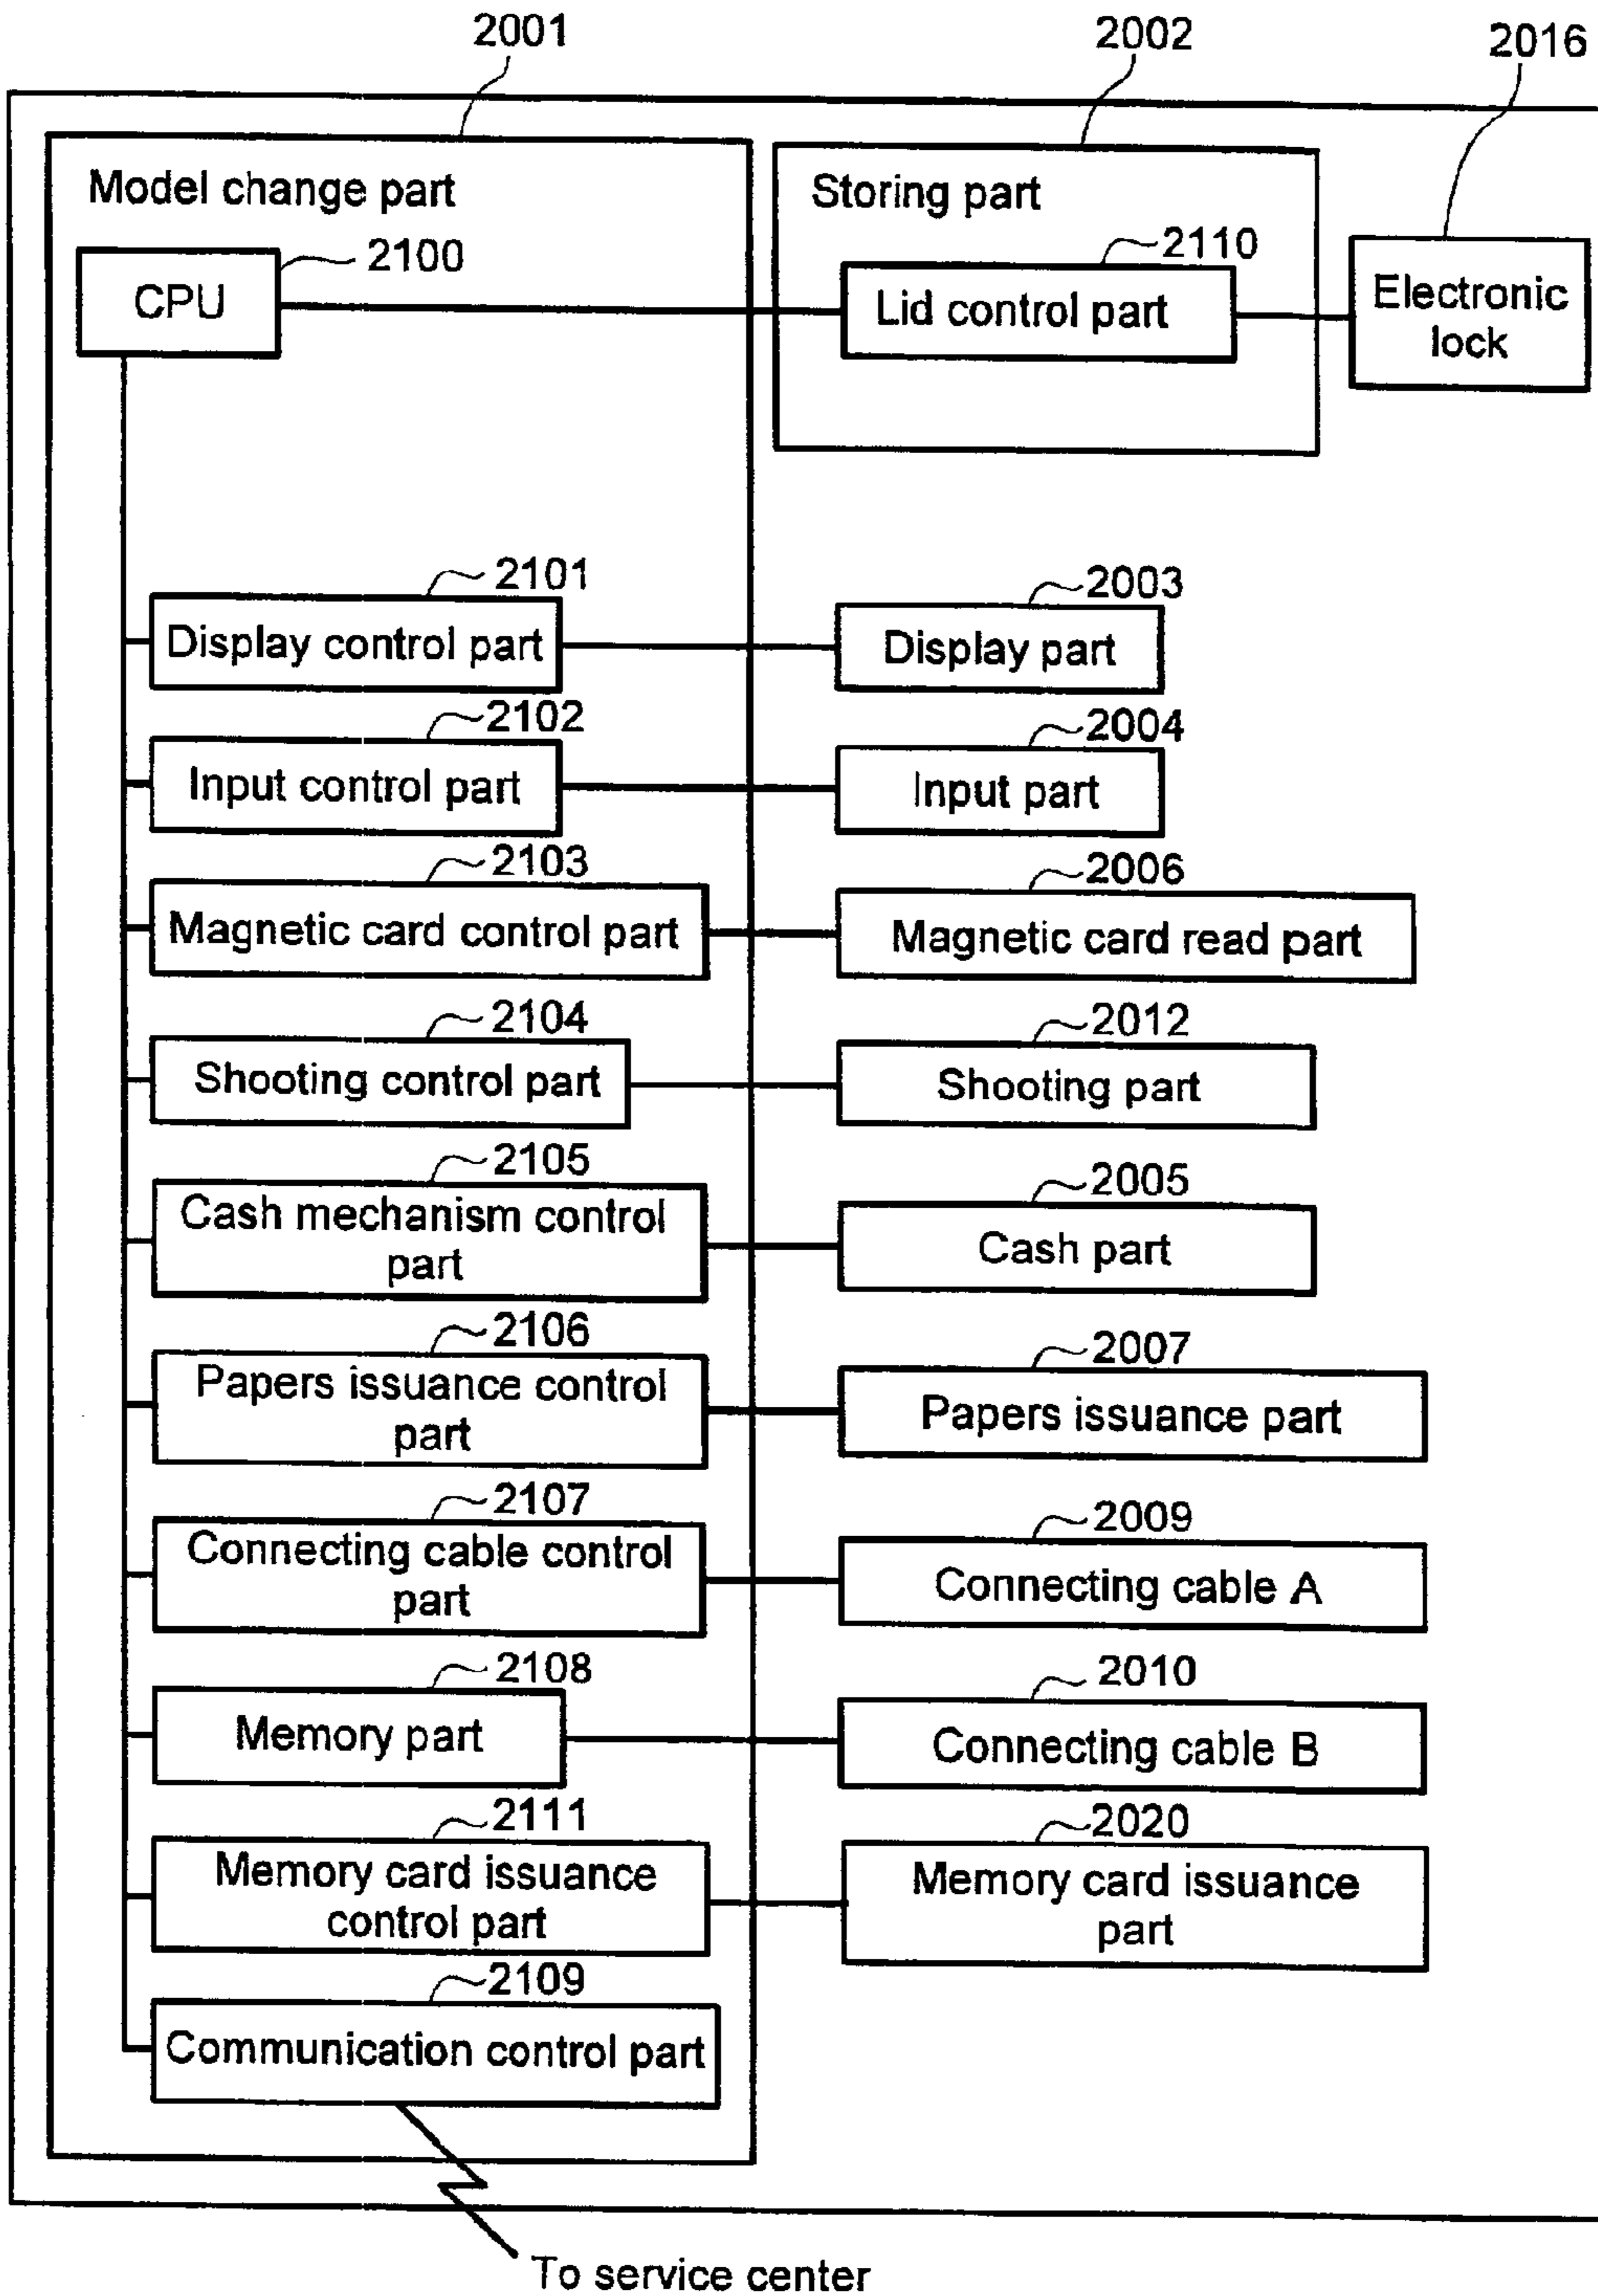 2001
2002
2016
Model change part
Storing part
2100
2110
CPU
Lid control part
Electronic
lock
2101
2003
Display control part
Display part
2102
2004
Input control part
Input part
2103
2006
Magnetic card control part
Magnetic card read part
2104
2012
Shooting control part
Shooting part
2105
2005
Cash mechanism control
part
Cash part
2106
2007
Papers issuance control
part
Papers issuance part
2107
2009
Connecting cable control
part
Connecting cable A
2108
2010
Memory part
Connecting cable B
2111
2020
Memory card issuance
control part
Memory card issuance
part
2109
Communication control part
To service center